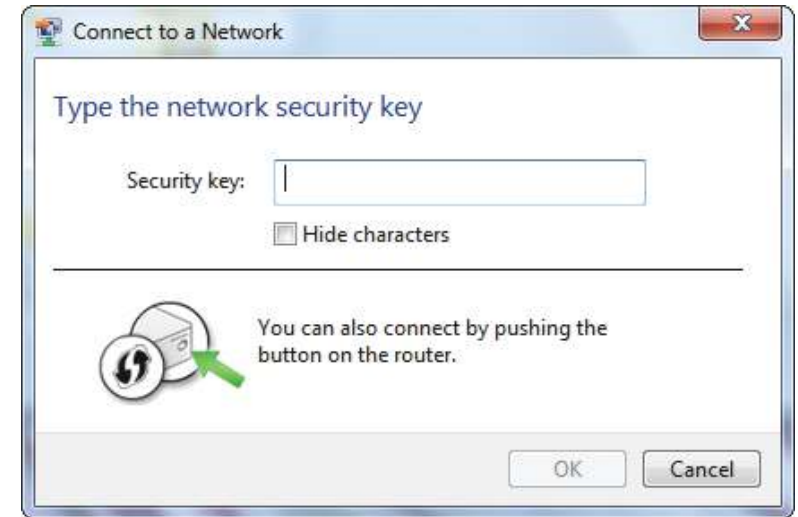 Connect to a Network
Type the network security key
Security key:
Hide characters
You can also connect by pushing the
button on the router.
OK
Cancel